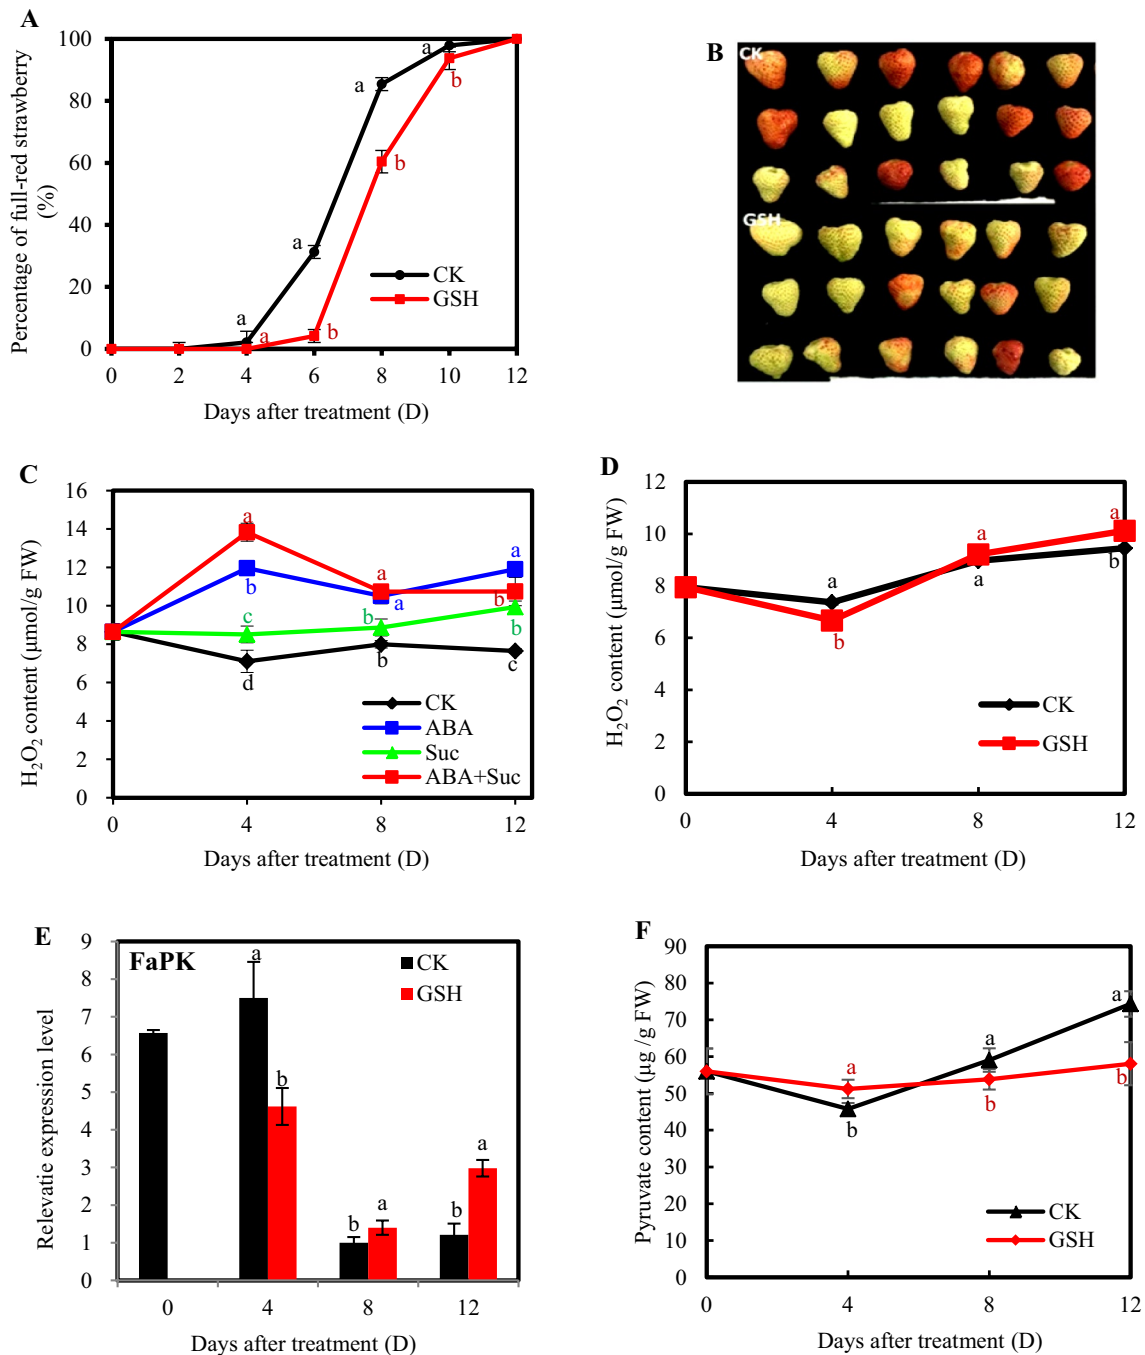 A
Percentage of full-red strawberry
(%)
100
80
60
40
20
0
a
a
a
a
a
b
b
b
CK
GSH
0 2 4 6 8 10 12
Days after treatment (D)
B
CK
GSH
C
H₂O₂ content (μmol/g FW)
16
14
12
10
8
6
4
2
0
a
b
c
d
a
a
b
b
a
b
b
c
CK
ABA
Suc
ABA+Suc
0 4 8 12
Days after treatment (D)
D
H₂O₂ content (μmol/g FW)
12
10
8
6
4
2
0
a
b
a
a
a
b
CK
GSH
0 4 8 12
Days after treatment (D)
E
FaPK
Relevatie expression level
9
8
7
6
5
4
3
2
1
0
a
b
b
a
b
a
CK
GSH
0 4 8 12
Days after treatment (D)
F
Pyruvate content (μg /g FW)
90
80
70
60
50
40
30
20
10
0
a
b
a
b
a
b
CK
GSH
0 4 8 12
Days after treatment (D)